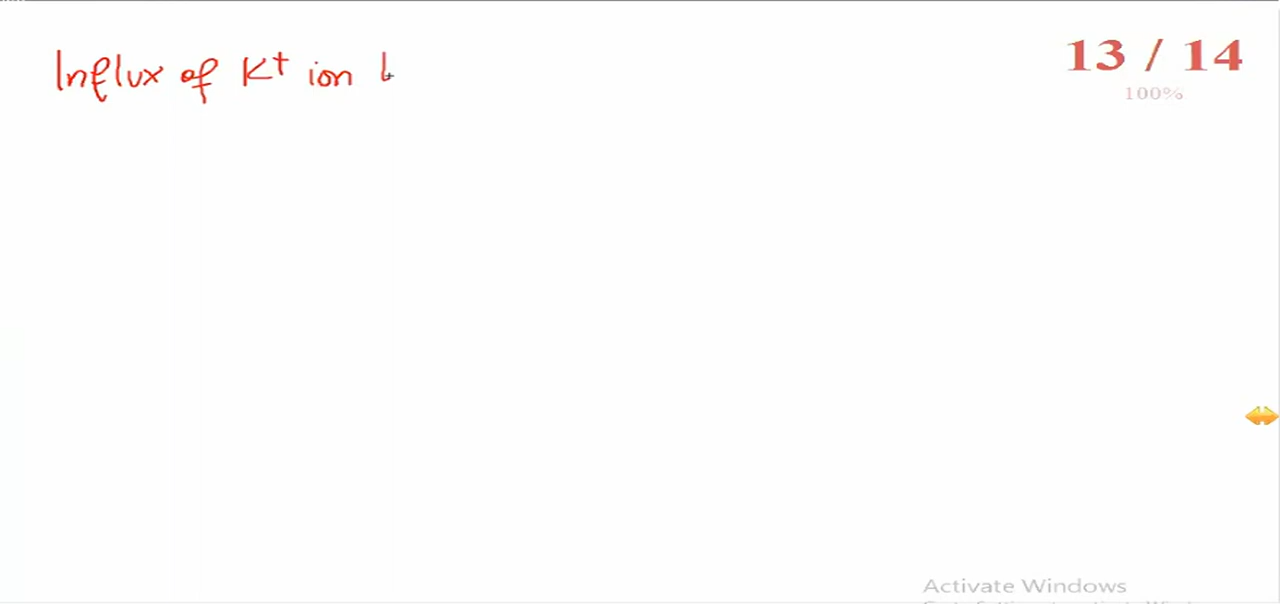 Influx of K+ ion
13 / 14
100%
Activate Windows